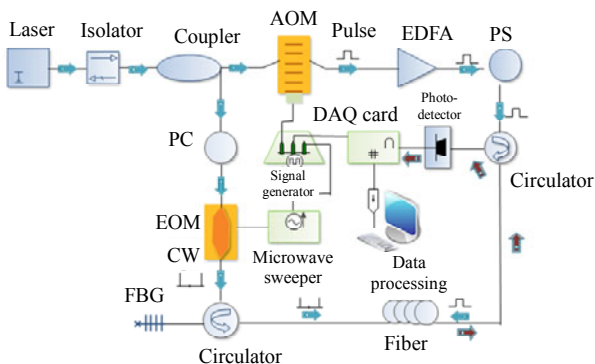 Laser
Isolator
Coupler
AOM
Pulse
EDFA
PS
PC
DAQ card
Photo-
detector
Signal
generator
Circulator
EOM
CW
Microwave
sweeper
Data
processing
FBG
Circulator
Fiber